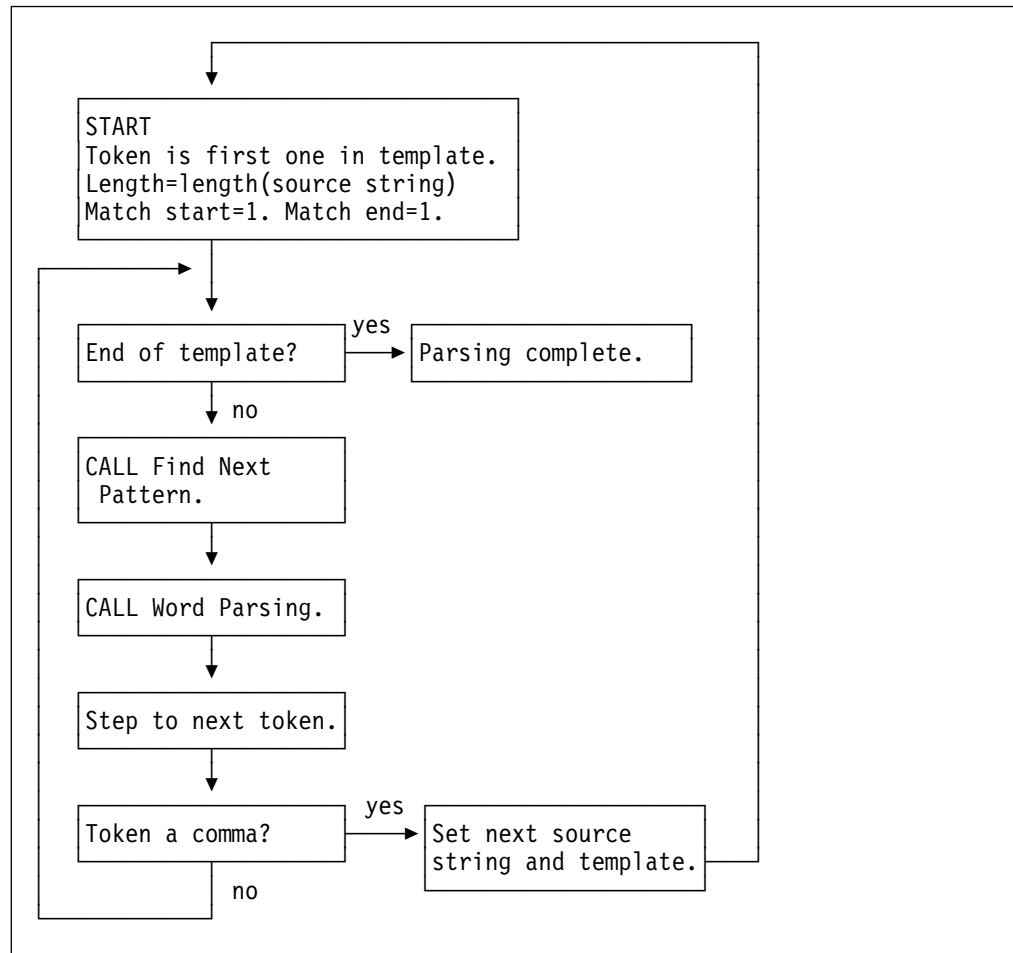 START
Token is first one in template.
Length=length(source string)
Match start=1. Match end=1.
End of template?
yes
Parsing complete.
no
CALL Find Next
Pattern.
CALL Word Parsing.
Step to next token.
Token a comma?
yes
Set next source
string and template.
no